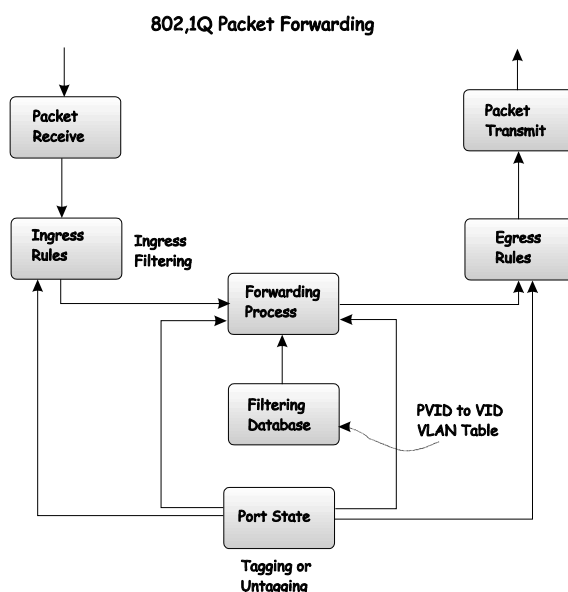 802,1Q Packet Forwarding
Packet
Receive
Packet
Transmit
Ingress
Rules
Ingress
Filtering
Egress
Rules
Forwarding
Process
Filtering
Database
PVID to VID
VLAN Table
Port State
Tagging or
Untagging